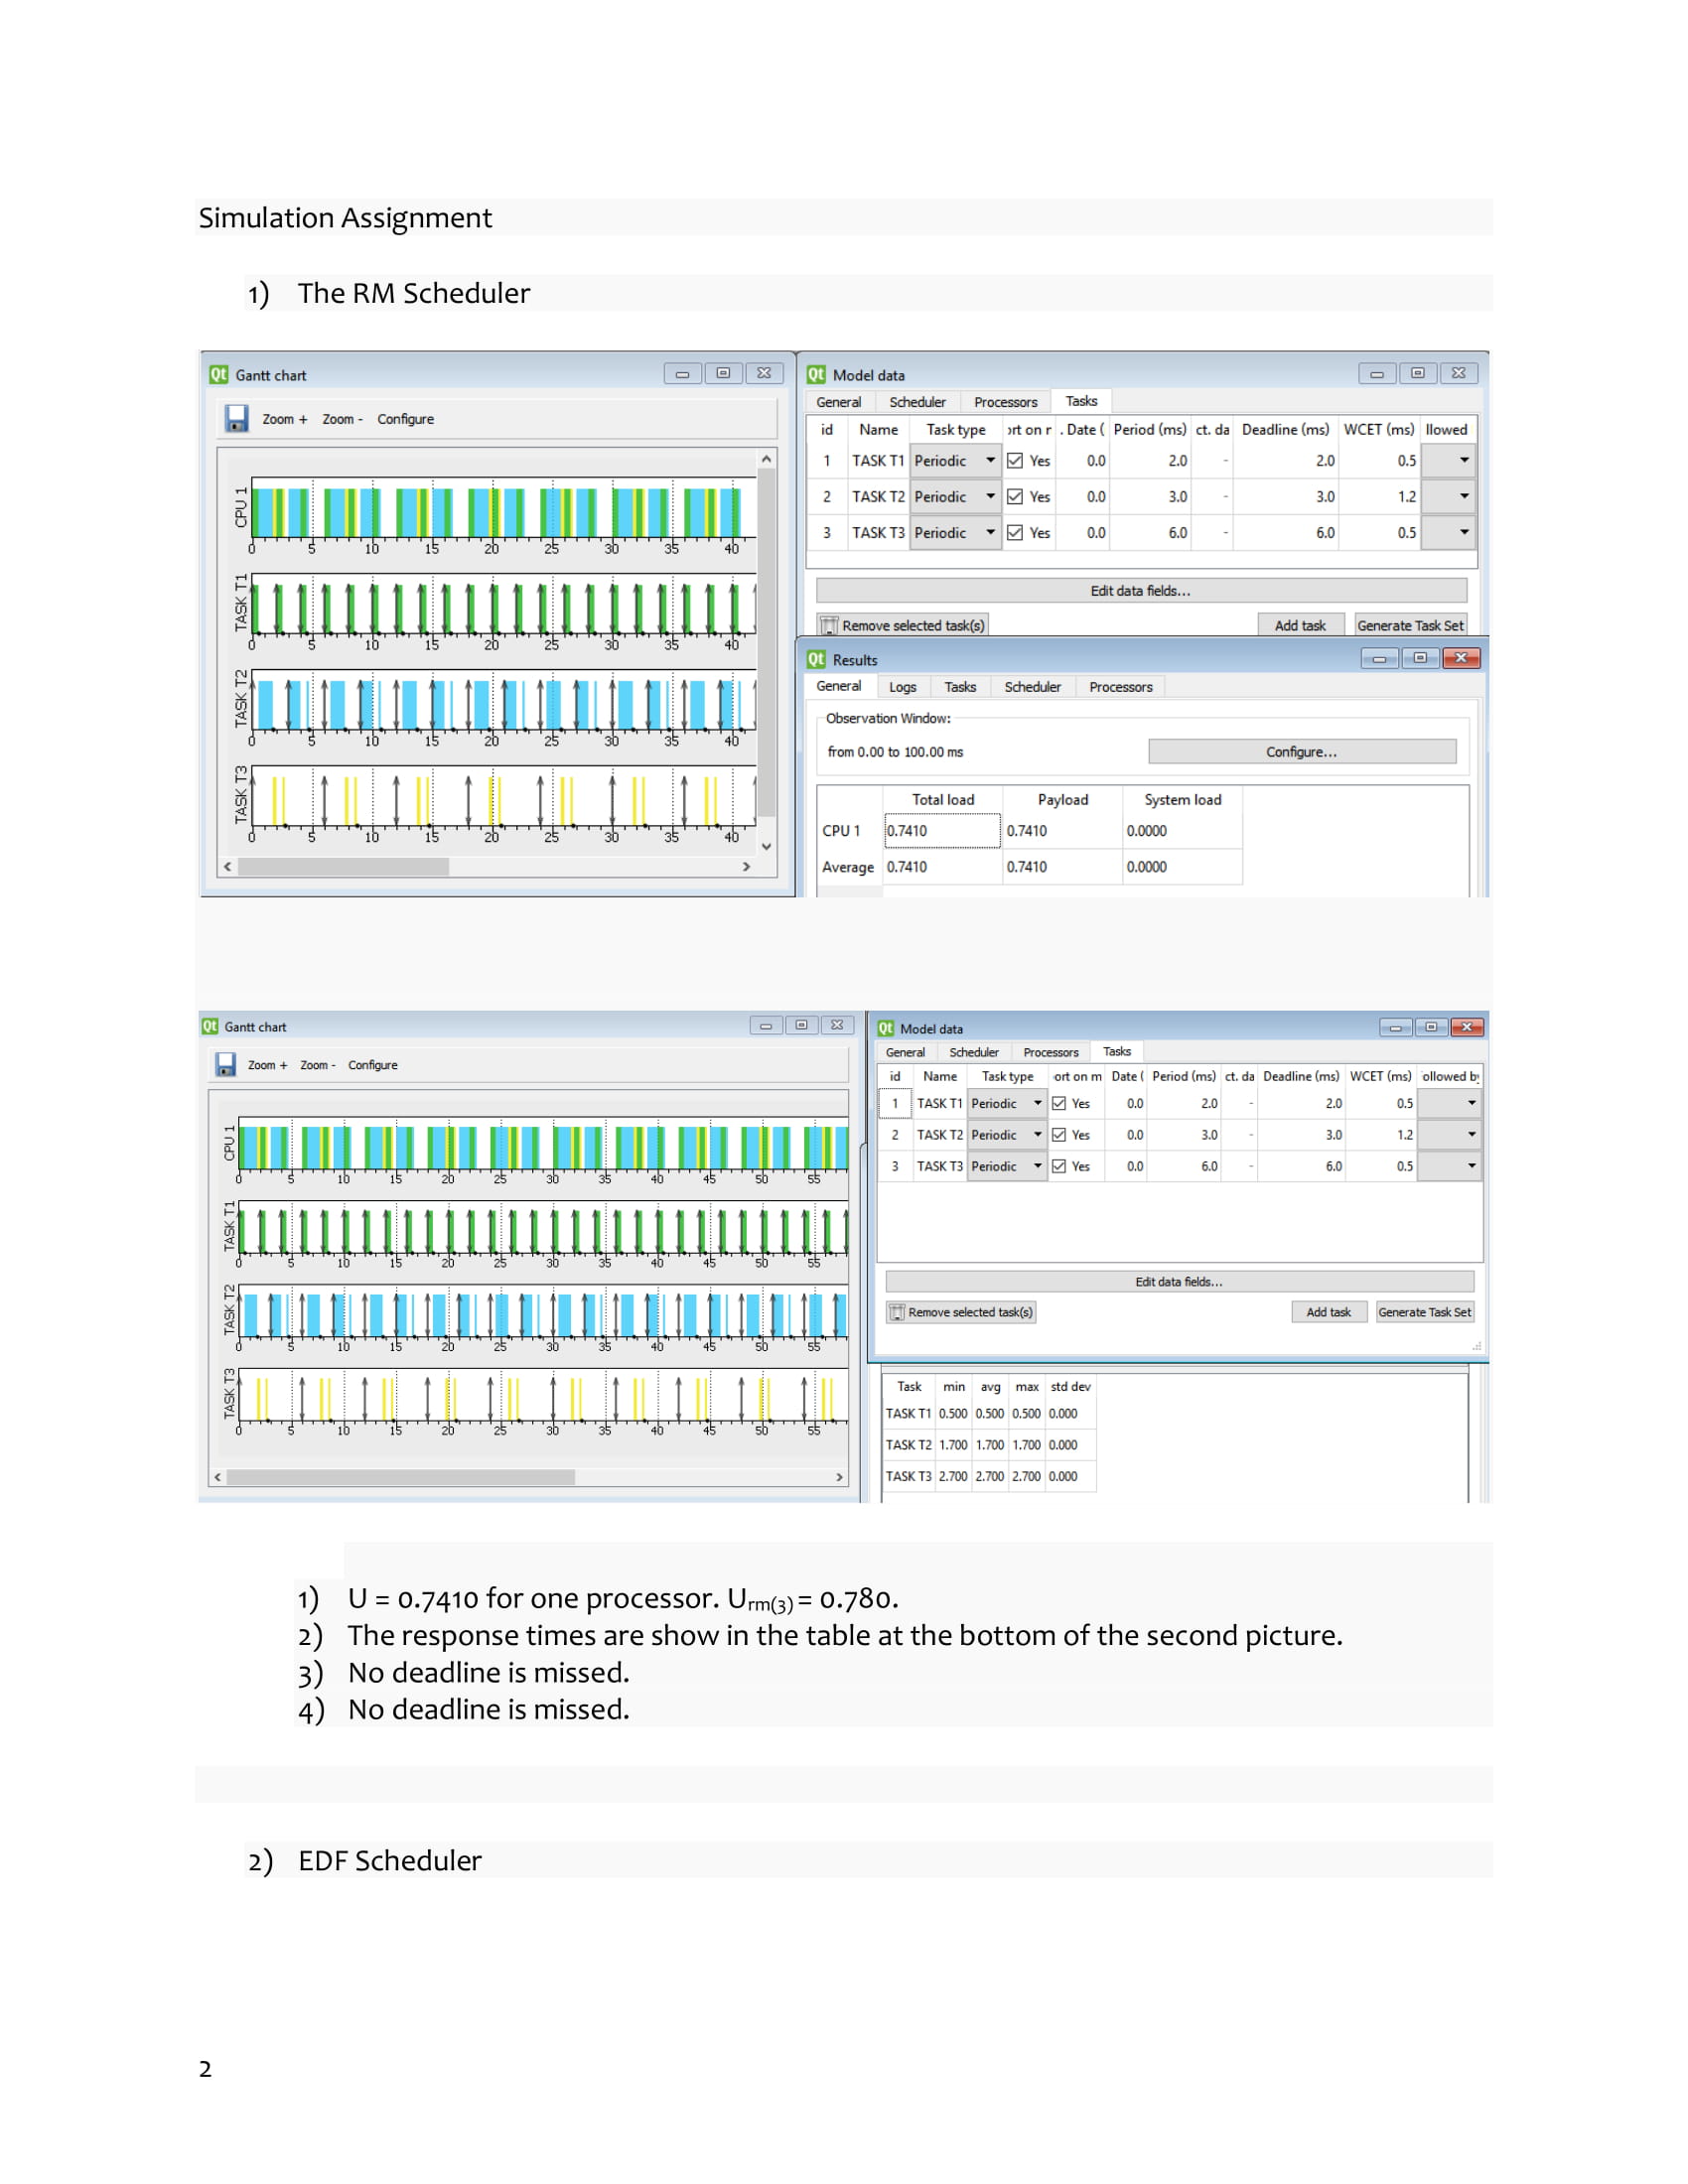 Simulation Assignment
1) The RM Scheduler
Qt Gantt chart
Zoom + Zoom - Configure
CPU 1
0 5 10 15 20 25 30 35 40
TASK T1
0 5 10 15 20 25 30 35 40
TASK T2
0 5 10 15 20 25 30 35 40
TASK T3
0 5 10 15 20 25 30 35 40
Qt Model data
General Scheduler Processors Tasks
id Name Task type ort on r . Date ( Period (ms) ct. da Deadline (ms) WCET (ms) llowed
1 TASK T1 Periodic Yes 0.0 2.0 - 2.0 0.5
2 TASK T2 Periodic Yes 0.0 3.0 - 3.0 1.2
3 TASK T3 Periodic Yes 0.0 6.0 - 6.0 0.5
Edit data fields...
Remove selected task(s) Add task Generate Task Set
Qt Results
General Logs Tasks Scheduler Processors
Observation Window:
from 0.00 to 100.00 ms Configure...
Total load Payload System load
CPU 1 0.7410 0.7410 0.0000
Average 0.7410 0.7410 0.0000
Qt Gantt chart
Zoom + Zoom - Configure
CPU 1
0 5 10 15 20 25 30 35 40 45 50 55
TASK T1
0 5 10 15 20 25 30 35 40 45 50 55
TASK T2
0 5 10 15 20 25 30 35 40 45 50 55
TASK T3
0 5 10 15 20 25 30 35 40 45 50 55
Qt Model data
General Scheduler Processors Tasks
id Name Task type ort on m Date ( Period (ms) ct. da Deadline (ms) WCET (ms) ollowed by
1 TASK T1 Periodic Yes 0.0 2.0 - 2.0 0.5
2 TASK T2 Periodic Yes 0.0 3.0 - 3.0 1.2
3 TASK T3 Periodic Yes 0.0 6.0 - 6.0 0.5
Edit data fields...
Remove selected task(s) Add task Generate Task Set
Task min avg max std dev
TASK T1 0.500 0.500 0.500 0.000
TASK T2 1.700 1.700 1.700 0.000
TASK T3 2.700 2.700 2.700 0.000
1) U = 0.7410 for one processor. Urm(3) = 0.780.
2) The response times are show in the table at the bottom of the second picture.
3) No deadline is missed.
4) No deadline is missed.
2) EDF Scheduler
2